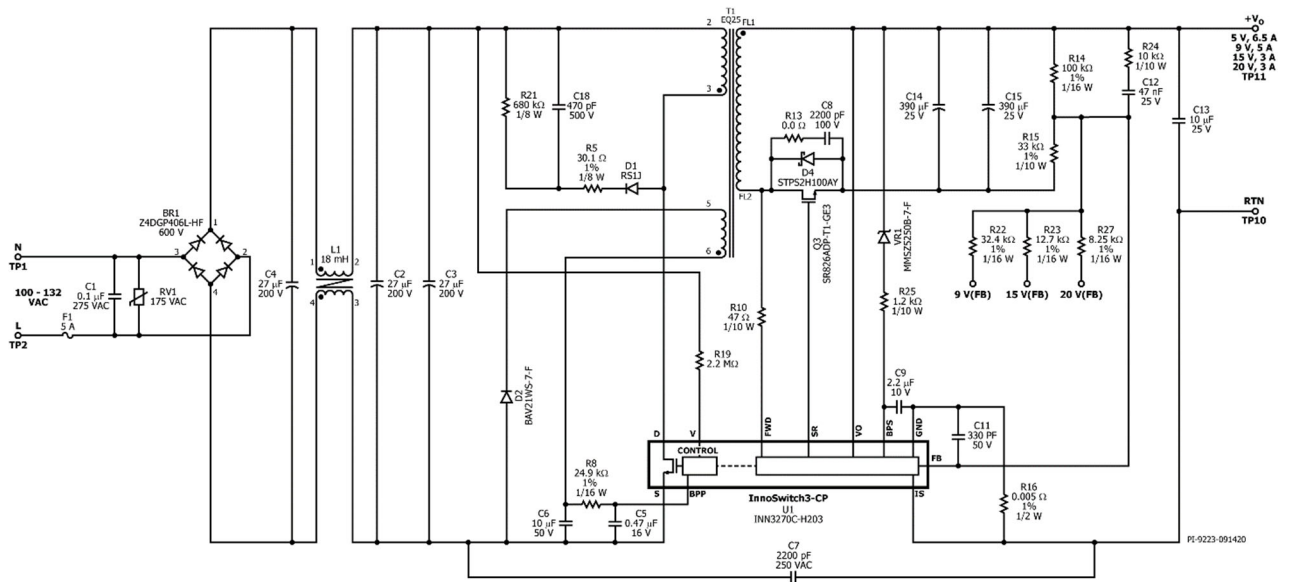 N
TP1
100 - 132
VAC
L
TP2
F1
5 A
C1
0.1 µF
275 VAC
RV1
175 VAC
BR1
Z4DGP406L-HF
600 V
1
2
3
4
C4
27 µF
200 V
L1
18 mH
1
2
4
3
C2
27 µF
200 V
C3
27 µF
200 V
R21
680 kΩ
1/8 W
C18
470 pF
500 V
R5
30.1 Ω
1%
1/8 W
D1
RS1J
T1
EQ25
2
3
5
6
FL1
FL2
D2
BAV21WS-7-F
R19
2.2 MΩ
R8
24.9 kΩ
1%
1/16 W
C6
10 µF
50 V
C5
0.47 µF
16 V
R13
0.0 Ω
C8
2200 pF
100 V
D4
STPS2H100AY
Q3
SR826ADP-T1-GE3
R10
47 Ω
1/10 W
VR1
MMSZ5250B-7-F
R25
1.2 kΩ
1/10 W
C9
2.2 µF
10 V
C14
390 µF
25 V
C15
390 µF
25 V
R14
100 kΩ
1%
1/16 W
R15
33 kΩ
1%
1/10 W
R24
10 kΩ
1/10 W
C12
47 nF
25 V
C13
10 µF
25 V
+Vo
5 V, 6.5 A
9 V, 5 A
15 V, 3 A
20 V, 3 A
TP11
RTN
TP10
R22
32.4 kΩ
1%
1/16 W
R23
12.7 kΩ
1%
1/16 W
R27
8.25 kΩ
1%
1/16 W
9 V(FB)
15 V(FB)
20 V(FB)
D
V
FWD
SR
VO
BPS
GND
FB
CONTROL
S
BPP
IS
InnoSwitch3-CP
U1
INN3270C-H203
C11
330 PF
50 V
R16
0.005 Ω
1%
1/2 W
C7
2200 pF
250 VAC
PI-9223-091420